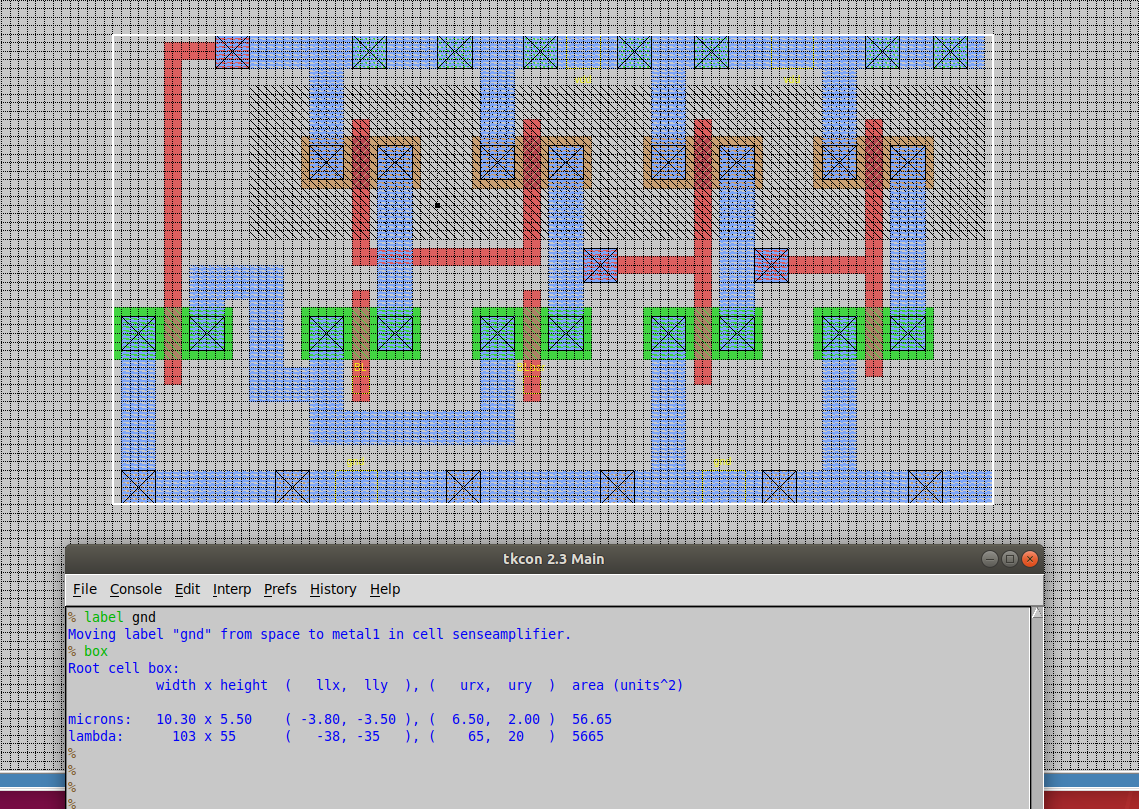 tkcon 2.3 Main
File Console Edit Interp Prefs History Help
% label gnd
Moving label "gnd" from space to metal1 in cell senseamplifier.
% box
Root cell box:
width x height ( llx, lly ), ( urx, ury ) area (units^2)
microns: 10.30 x 5.50 ( -3.80, -3.50 ), ( 6.50, 2.00 ) 56.65
lambda: 103 x 55 ( -38, -35 ), ( 65, 20 ) 5665
%
%
%
%